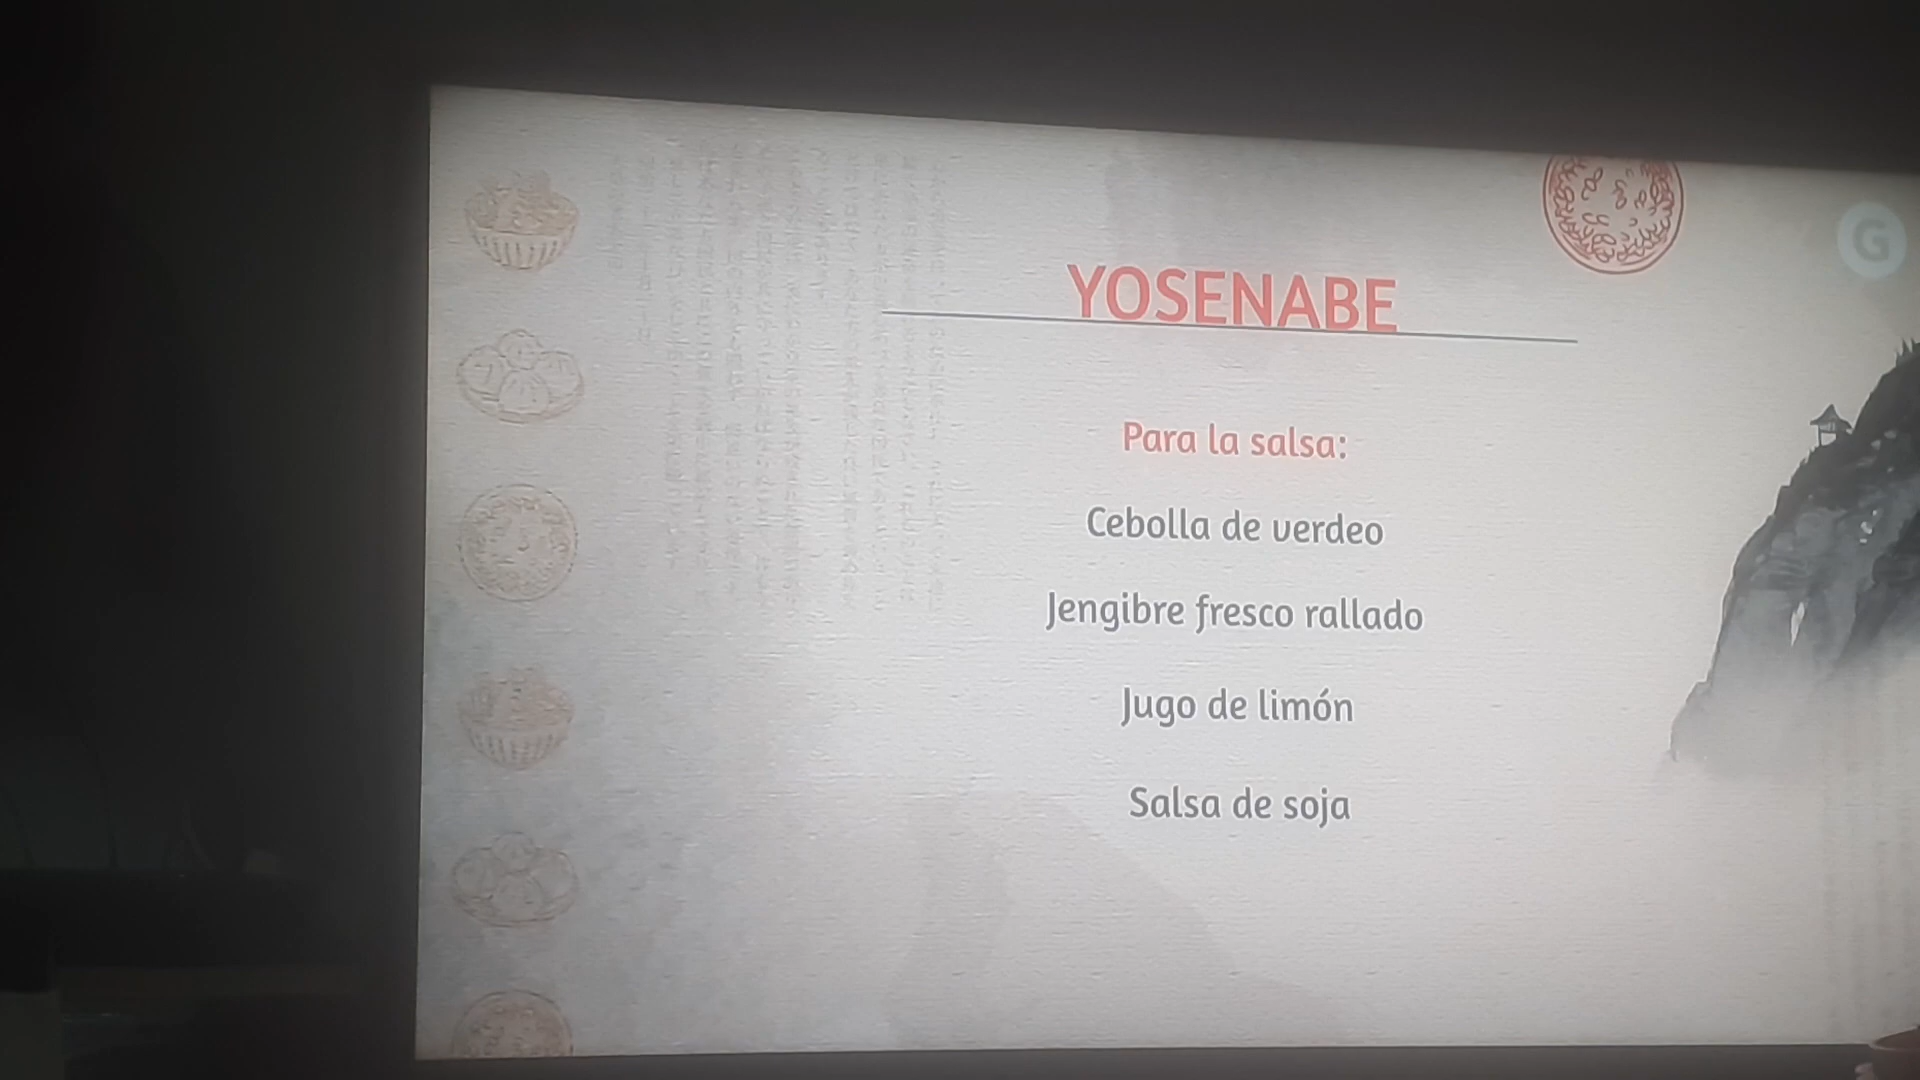 G
YOSENABE
Para la salsa:
Cebolla de verdeo
Jengibre fresco rallado
Jugo de limón
Salsa de soja